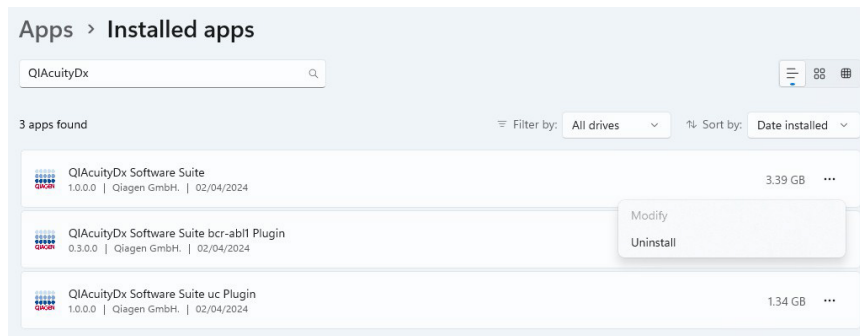 Apps > Installed apps
QIAcuityDx
3 apps found
Filter by: All drives
Sort by: Date installed
QIAcuityDx Software Suite
1.0.0.0 | Qiagen GmbH. | 02/04/2024
3.39 GB
Modify
Uninstall
QIAcuityDx Software Suite bcr-abl1 Plugin
0.3.0.0 | Qiagen GmbH. | 02/04/2024
QIAcuityDx Software Suite uc Plugin
1.0.0.0 | Qiagen GmbH. | 02/04/2024
1.34 GB
QIAGEN
QIAGEN
QIAGEN